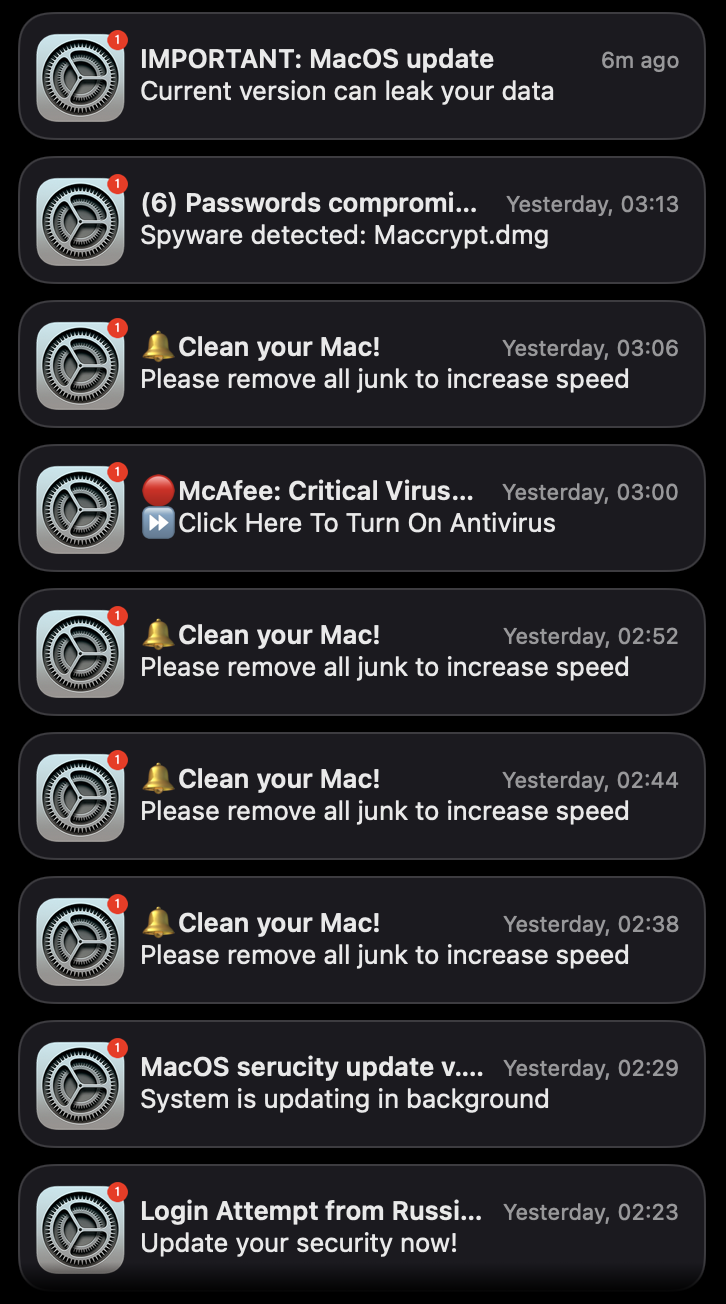 1
IMPORTANT: MacOS update 6m ago
Current version can leak your data
1
(6) Passwords compromi... Yesterday, 03:13
Spyware detected: Maccrypt.dmg
1
🔔Clean your Mac! Yesterday, 03:06
Please remove all junk to increase speed
1
🔴McAfee: Critical Virus... Yesterday, 03:00
⏩Click Here To Turn On Antivirus
1
🔔Clean your Mac! Yesterday, 02:52
Please remove all junk to increase speed
1
🔔Clean your Mac! Yesterday, 02:44
Please remove all junk to increase speed
1
🔔Clean your Mac! Yesterday, 02:38
Please remove all junk to increase speed
1
MacOS serucity update v.... Yesterday, 02:29
System is updating in background
1
Login Attempt from Russi... Yesterday, 02:23
Update your security now!